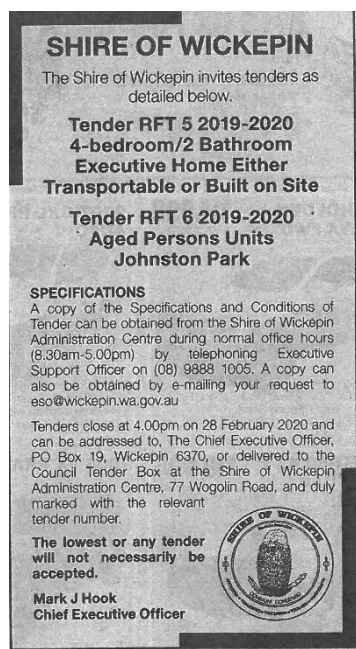 SHIRE OF WICKEPIN
The Shire of Wickepin invites tenders as
detailed below.
Tender RFT 5 2019-2020
4-bedroom/2 Bathroom
Executive Home Either
Transportable or Built on Site
Tender RFT 6 2019-2020
Aged Persons Units
Johnston Park
SPECIFICATIONS
A copy of the Specifications and Conditions of
Tender can be obtained from the Shire of Wickepin
Administration Centre during normal office hours
(8.30am-5.00pm) by telephoning Executive
Support Officer on (08) 9888 1005. A copy can
also be obtained by e-mailing your request to
eso@wickepin.wa.gov.au
Tenders close at 4.00pm on 28 February 2020 and
can be addressed to, The Chief Executive Officer,
PO Box 19, Wickepin 6370, or delivered to the
Council Tender Box at the Shire of Wickepin
Administration Centre, 77 Wogolin Road, and duly
marked with the relevant
tender number.
The lowest or any tender
will not necessarily be
accepted.
Mark J Hook
Chief Executive Officer
SHIRE OF WICKEPIN